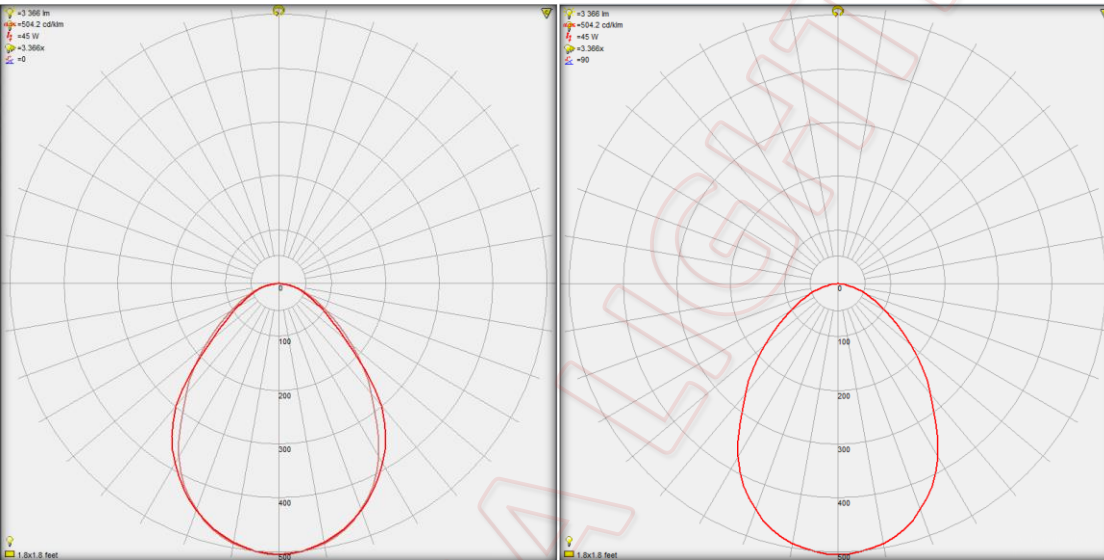 =3 366 lm
=504.2 cd/klm
=45 W
=3.366x
=0
0
100
200
300
400
500
1.8x1.8 feet
=3 366 lm
=504.2 cd/klm
=45 W
=3.366x
=90
0
100
200
300
400
500
1.8x1.8 feet
A LIGHT